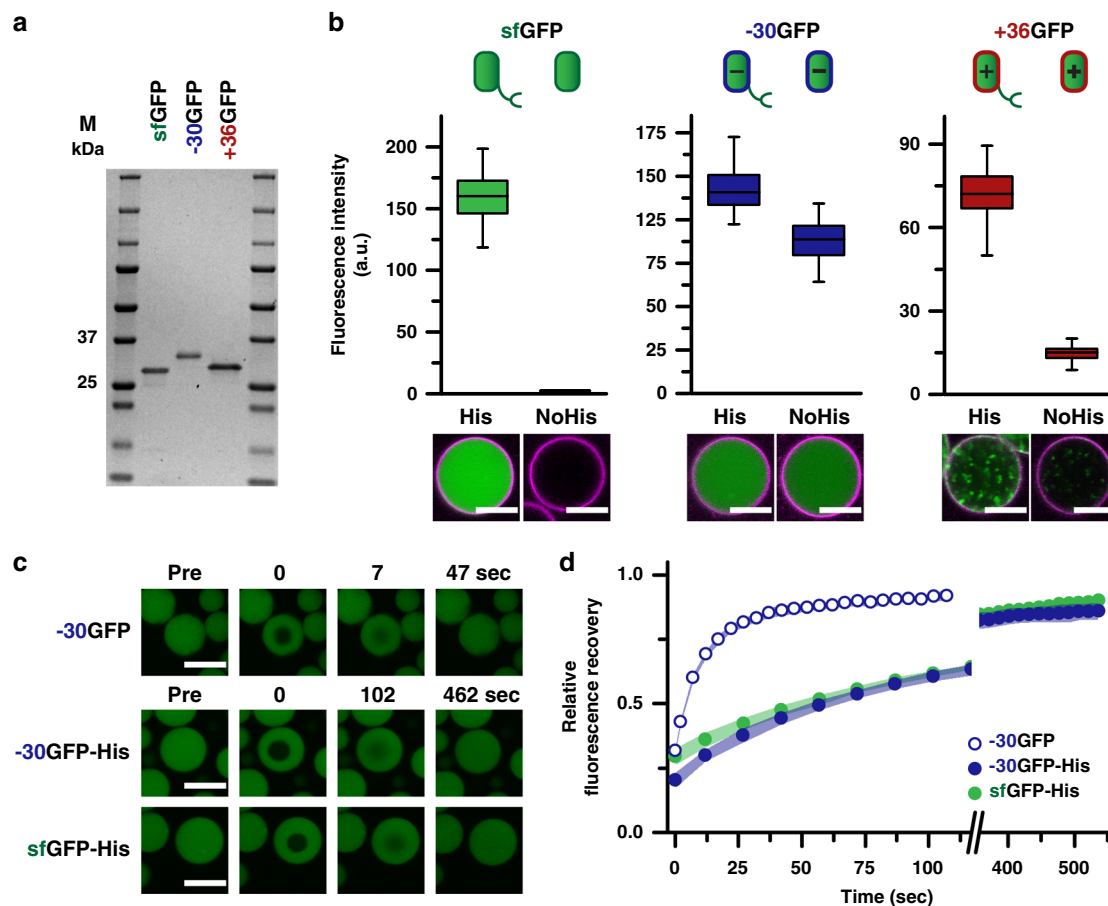 a
M
kDa
sfGFP
-30GFP
+36GFP
37
25
b
sfGFP
-30GFP
+36GFP
Fluorescence intensity
(a.u.)
200
150
100
50
0
His
NoHis
175
150
125
75
50
25
0
His
NoHis
90
60
30
0
His
NoHis
c
Pre 0 7 47 sec
-30GFP
Pre 0 102 462 sec
-30GFP-His
sfGFP-His
d
Relative
fluorescence recovery
1.0
0.5
0.0
-30GFP
-30GFP-His
sfGFP-His
0 25 50 75 100 400 500
Time (sec)